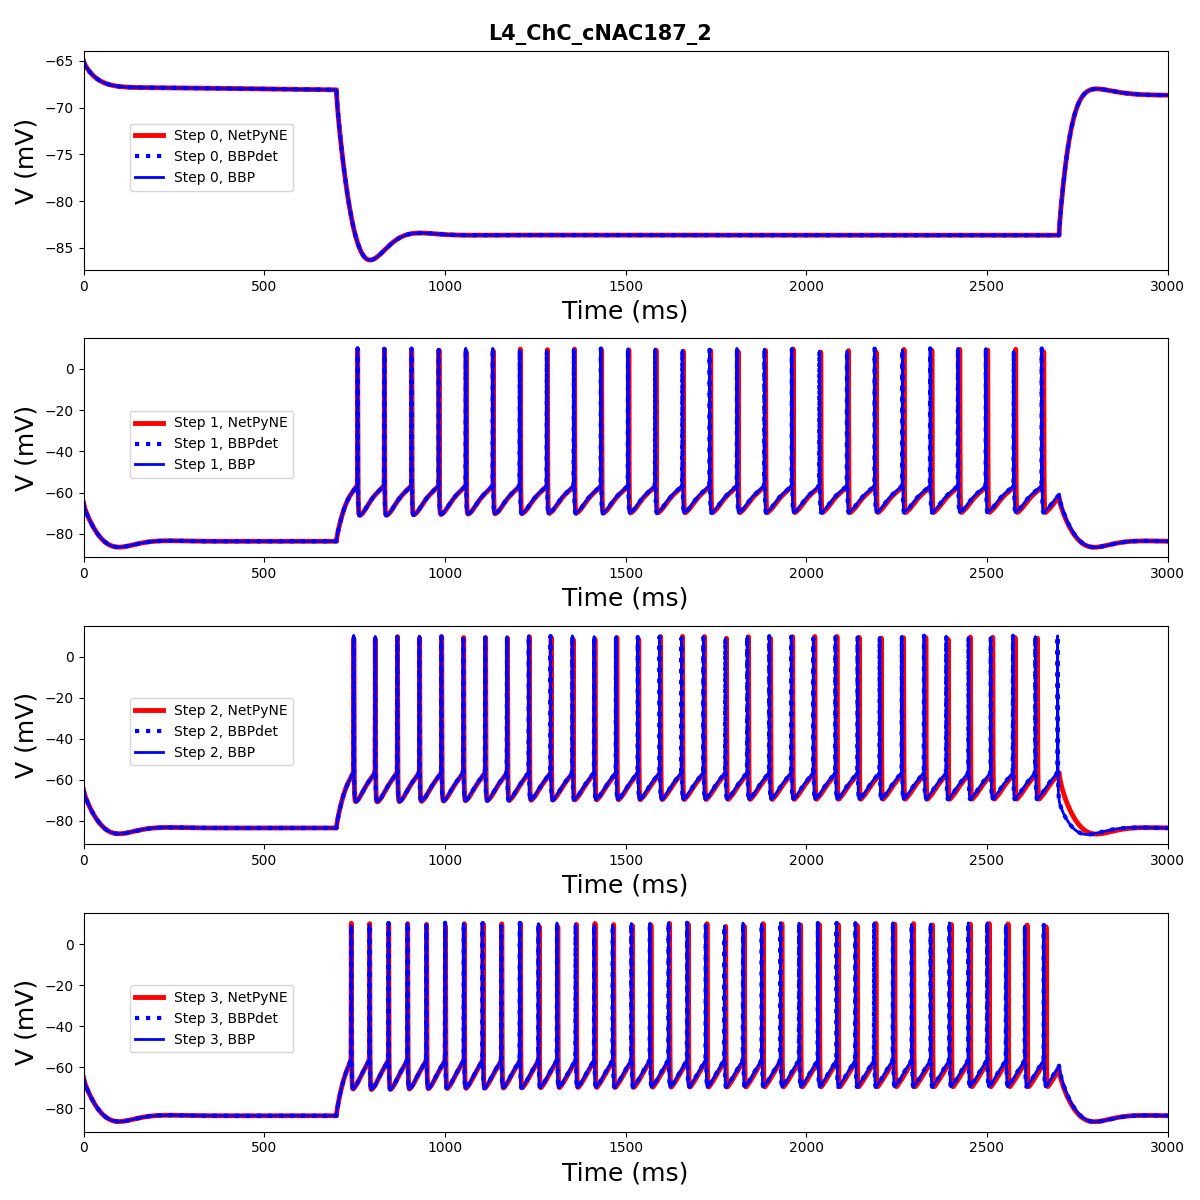 L4_ChC_cNAC187_2
−65
−70
−75
−80
−85
V (mV)
Step 0, NetPyNE
Step 0, BBPdet
Step 0, BBP
0 500 1000 1500 2000 2500 3000
Time (ms)
0
−20
−40
−60
−80
V (mV)
Step 1, NetPyNE
Step 1, BBPdet
Step 1, BBP
0 500 1000 1500 2000 2500 3000
Time (ms)
0
−20
−40
−60
−80
V (mV)
Step 2, NetPyNE
Step 2, BBPdet
Step 2, BBP
0 500 1000 1500 2000 2500 3000
Time (ms)
0
−20
−40
−60
−80
V (mV)
Step 3, NetPyNE
Step 3, BBPdet
Step 3, BBP
0 500 1000 1500 2000 2500 3000
Time (ms)